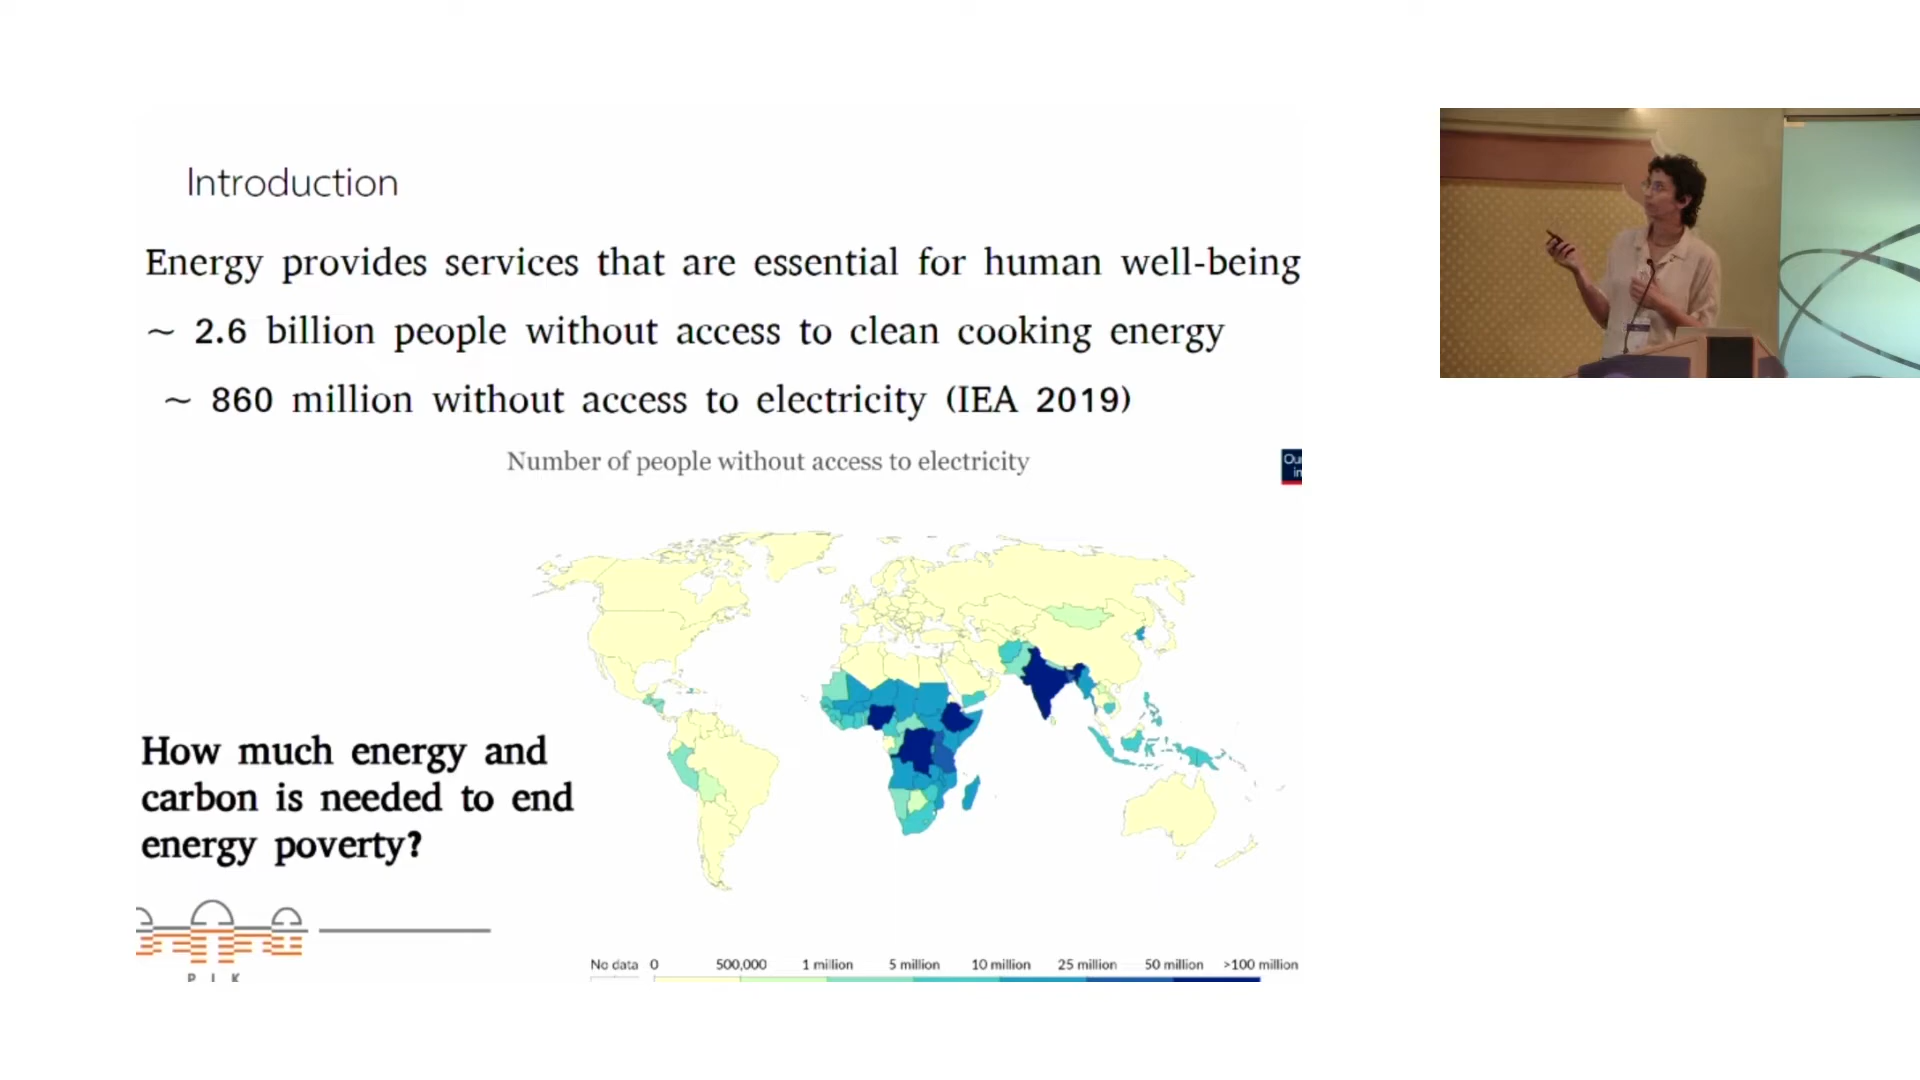 Introduction
Energy provides services that are essential for human well-being
~ 2.6 billion people without access to clean cooking energy
~ 860 million without access to electricity (IEA 2019)
Number of people without access to electricity
in
How much energy and
carbon is needed to end
energy poverty?
P I K
No data 0 500,000 1 million 5 million 10 million 25 million 50 million >100 million